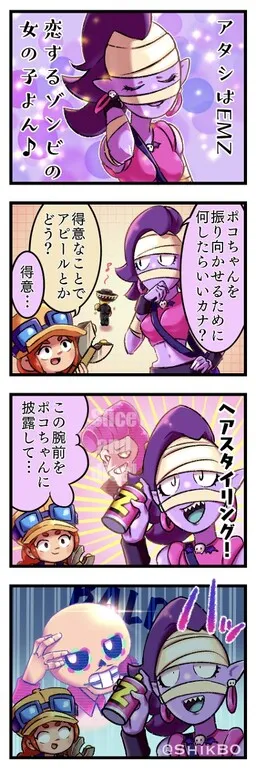 アタシはEMZ
恋するゾンビの
女の子よん♪
ポコちゃんを
振り向かせるために
何したらいいカナ?
得意なことで
アピールとか
どう?
得意…
ヘアスタイリング!
Slice
and
この腕前を
ポコちゃんに
披露して…
BALD
@SHIKBO